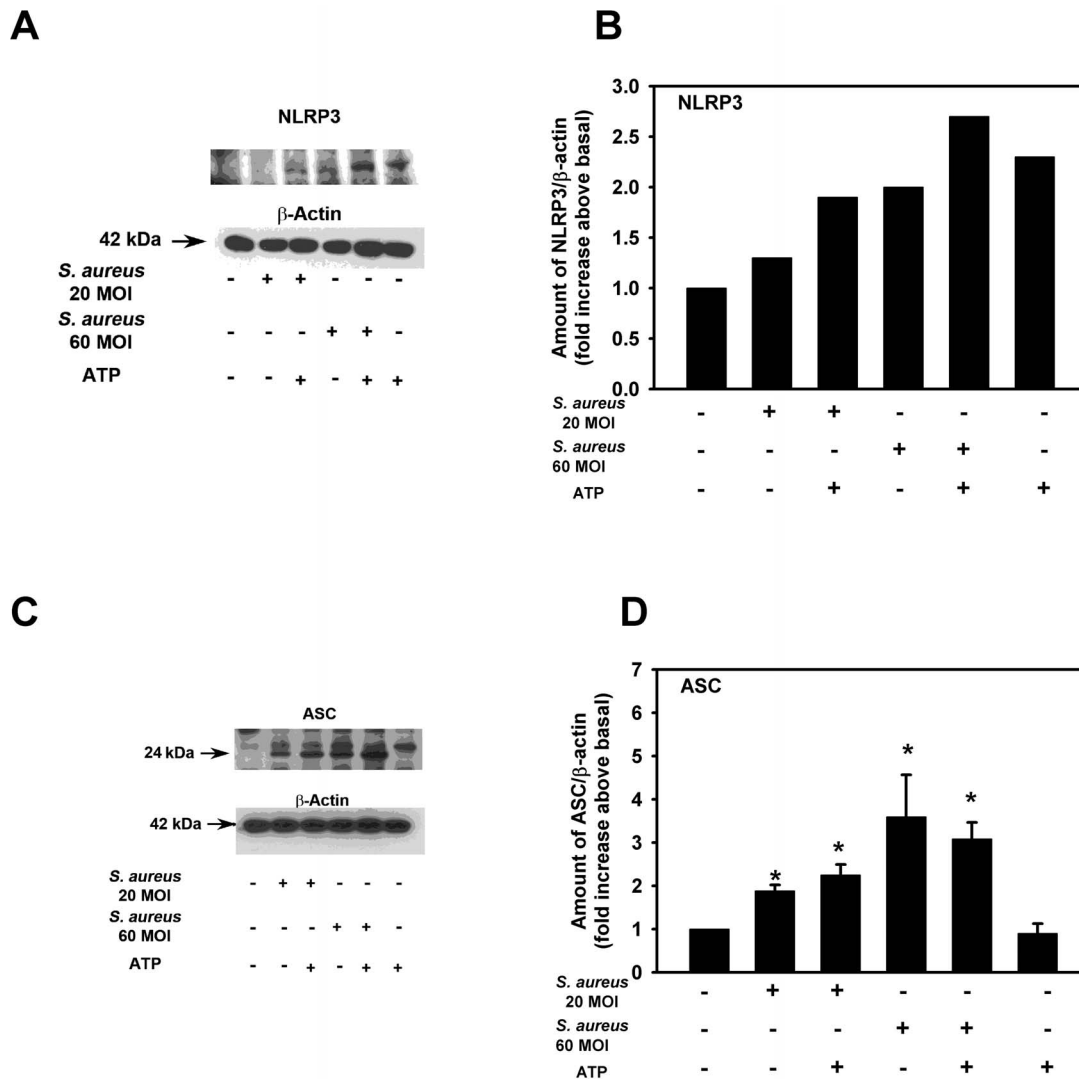 A
NLRP3
β-Actin
42 kDa
S. aureus
20 MOI
- + + - - -
S. aureus
60 MOI
- - - + + -
ATP
- - + - + +
B
NLRP3
Amount of NLRP3/β-actin
(fold increase above basal)
3.0
2.5
2.0
1.5
1.0
0.5
0.0
S. aureus
20 MOI
- + + - - -
S. aureus
60 MOI
- - - + + -
ATP
- - + - + +
C
ASC
24 kDa
β-Actin
42 kDa
S. aureus
20 MOI
- + + - - -
S. aureus
60 MOI
- - - + + -
ATP
- - + - + +
D
ASC
Amount of ASC/β-actin
(fold increase above basal)
7
6
5
4
3
2
1
0
* * * *
S. aureus
20 MOI
- + + - - -
S. aureus
60 MOI
- - - + + -
ATP
- - + - + +